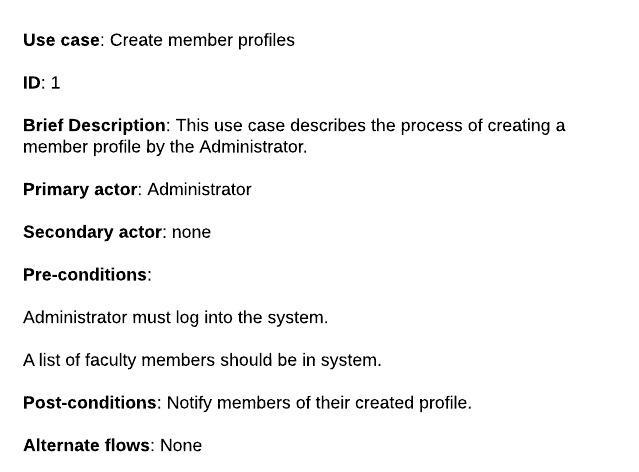 Use case: Create member profiles
ID: 1
Brief Description: This use case describes the process of creating a
member profile by the Administrator.
Primary actor: Administrator
Secondary actor: none
Pre-conditions:
Administrator must log into the system.
A list of faculty members should be in system.
Post-conditions: Notify members of their created profile.
Alternate flows: None